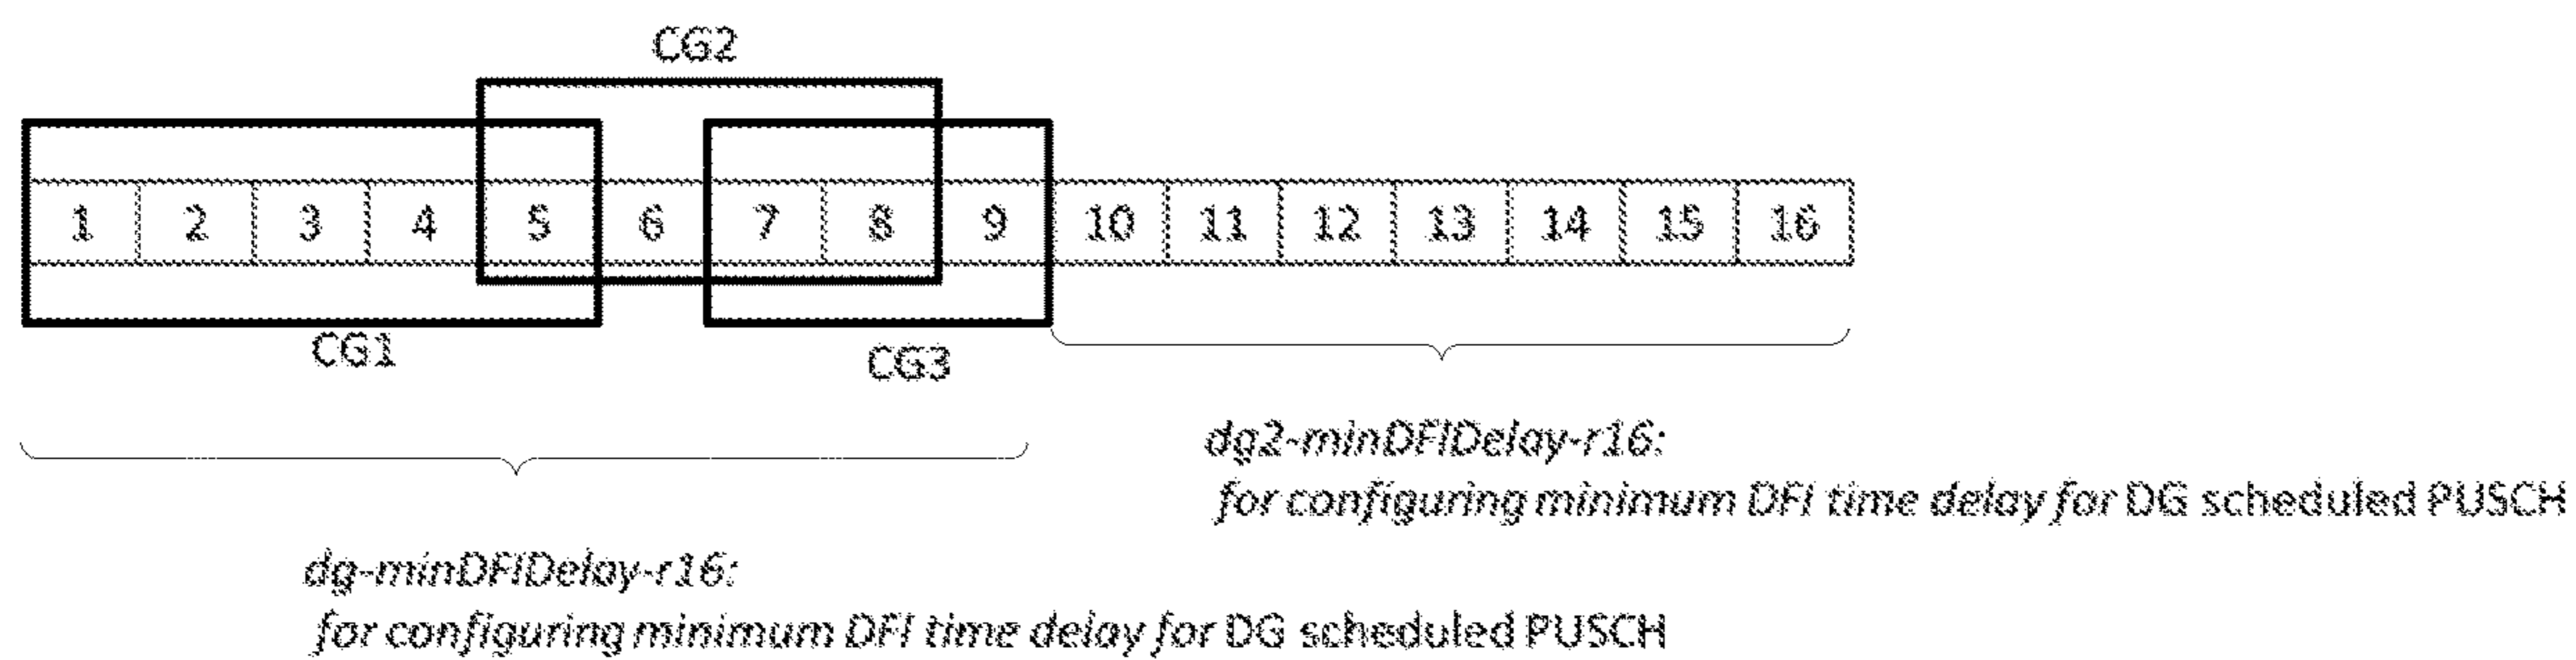 CG2
1 2 3 4 5 6 7 8 9 10 11 12 13 14 15 16
CG1
CG3
dg2-minDFIDelay-r16:
for configuring minimum DFI time delay for DG scheduled PUSCH
dg-minDFIDelay-r16:
for configuring minimum DFI time delay for DG scheduled PUSCH